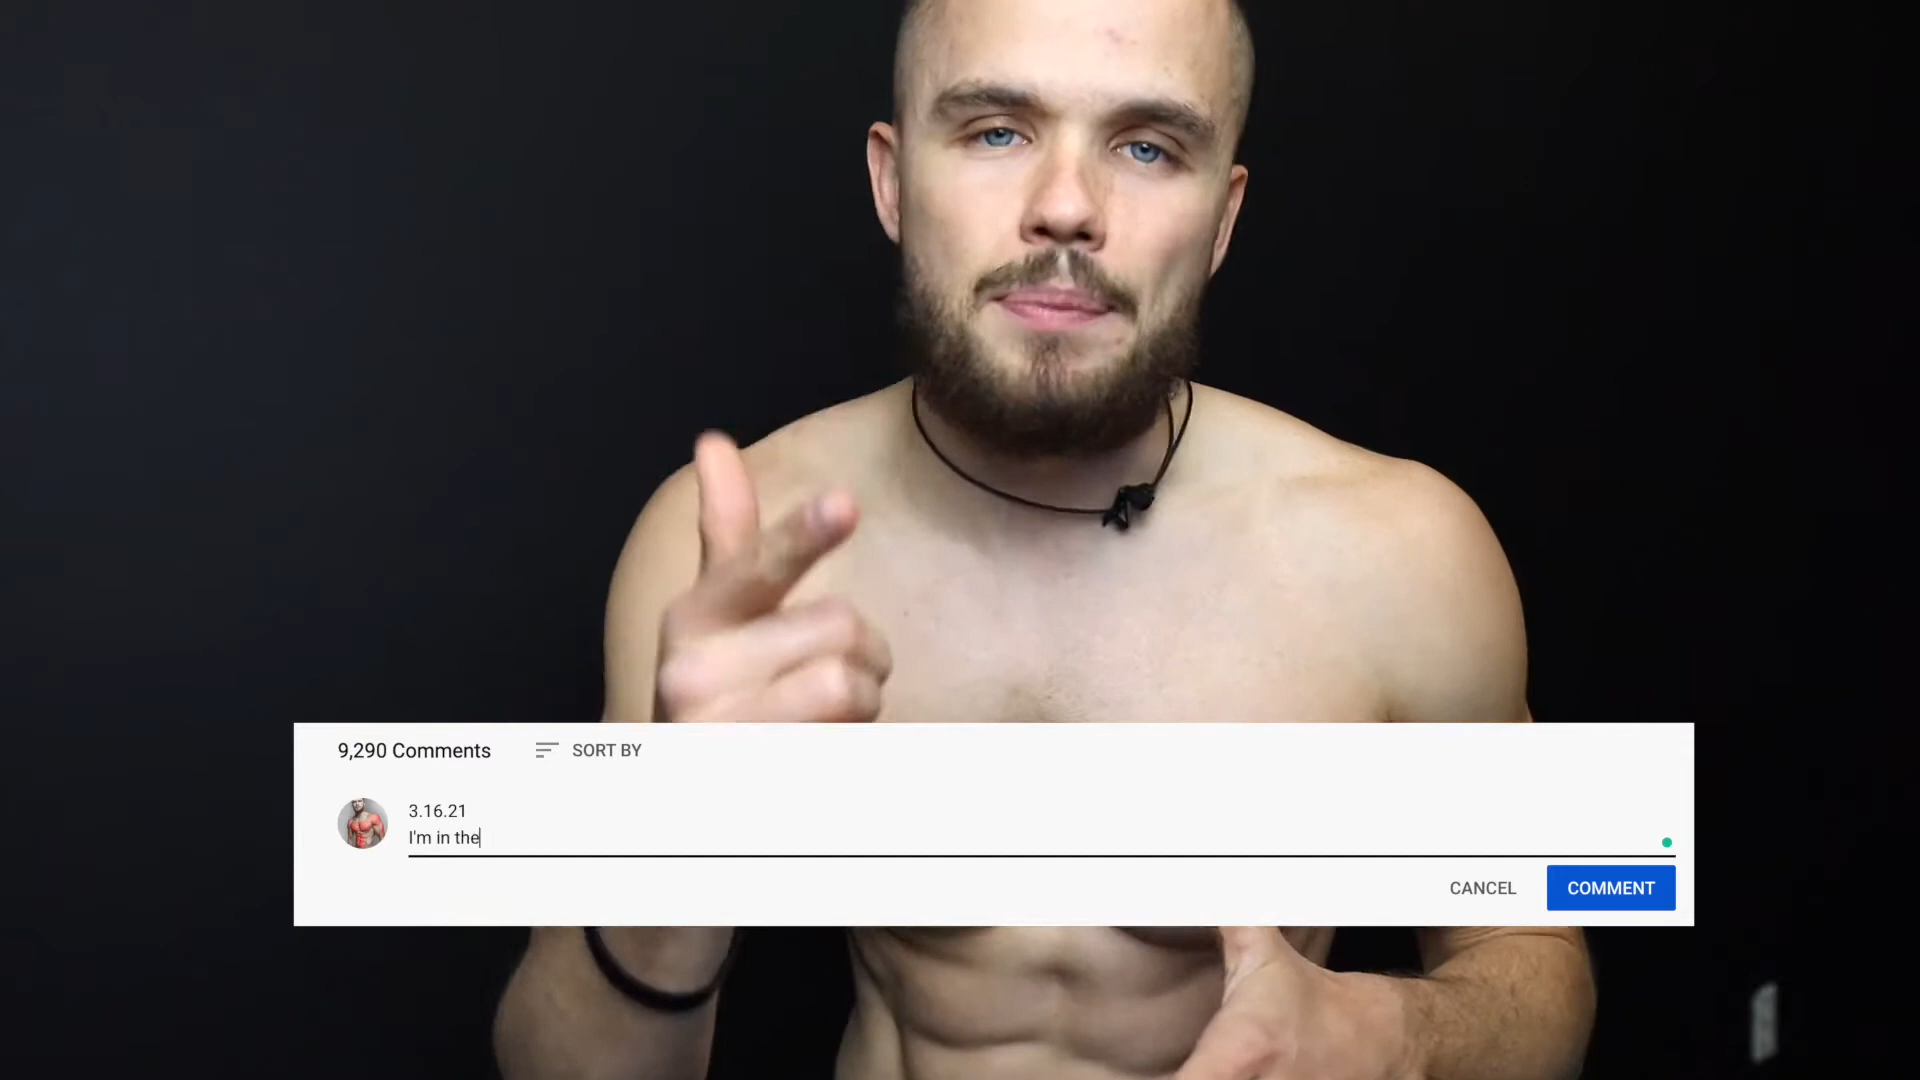 9,290 Comments
SORT BY
3.16.21
I'm in the
CANCEL
COMMENT